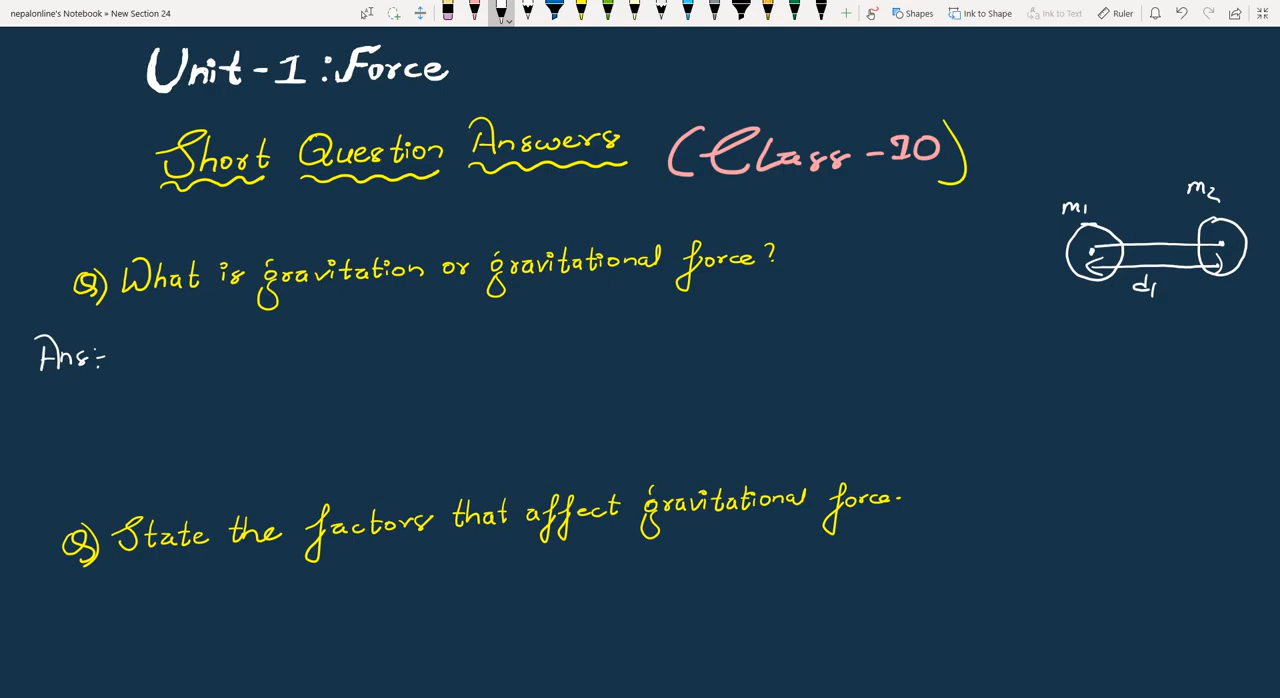 nepalonline's Notebook » New Section 24
Shapes Ink to Shape Ink to Text Ruler
Unit-1 : Force
Short Question Answers (Class-10)
m1 m2
d1
Q) What is gravitation or gravitational force?
Ans:-
Q) State the factors that affect gravitational force.